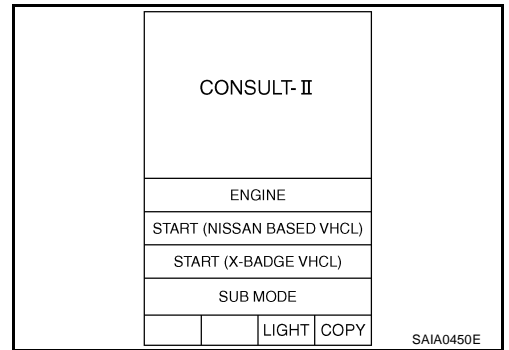 CONSULT-II
ENGINE
START (NISSAN BASED VHCL)
START (X-BADGE VHCL)
SUB MODE
LIGHT COPY
SAIA0450E